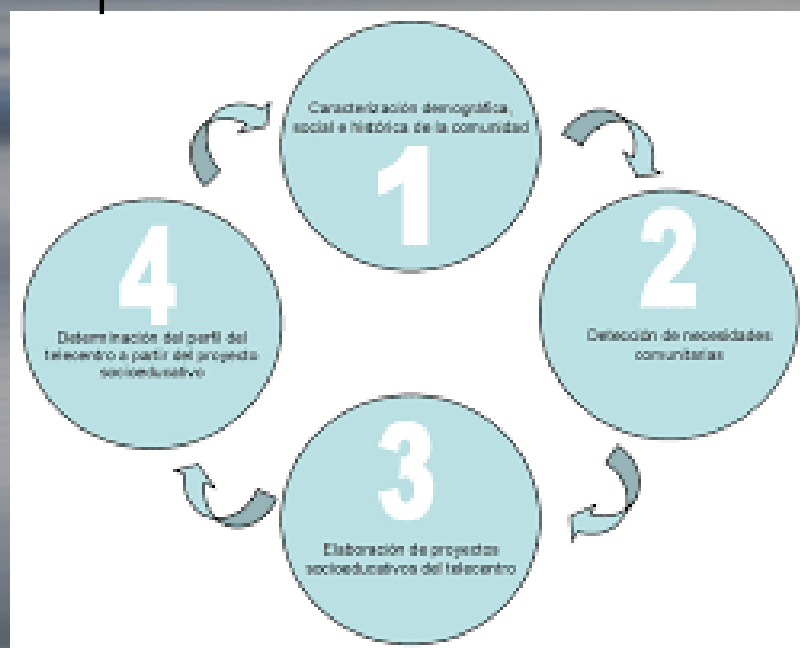 Caracterización demográfica,
social e histórica de la comunidad
1
2
Detección de necesidades
comunitarias
3
Elaboración de proyectos
socioeducativos del telecentro
4
Determinación del perfil del
telecentro a partir del proyecto
socioeducativo